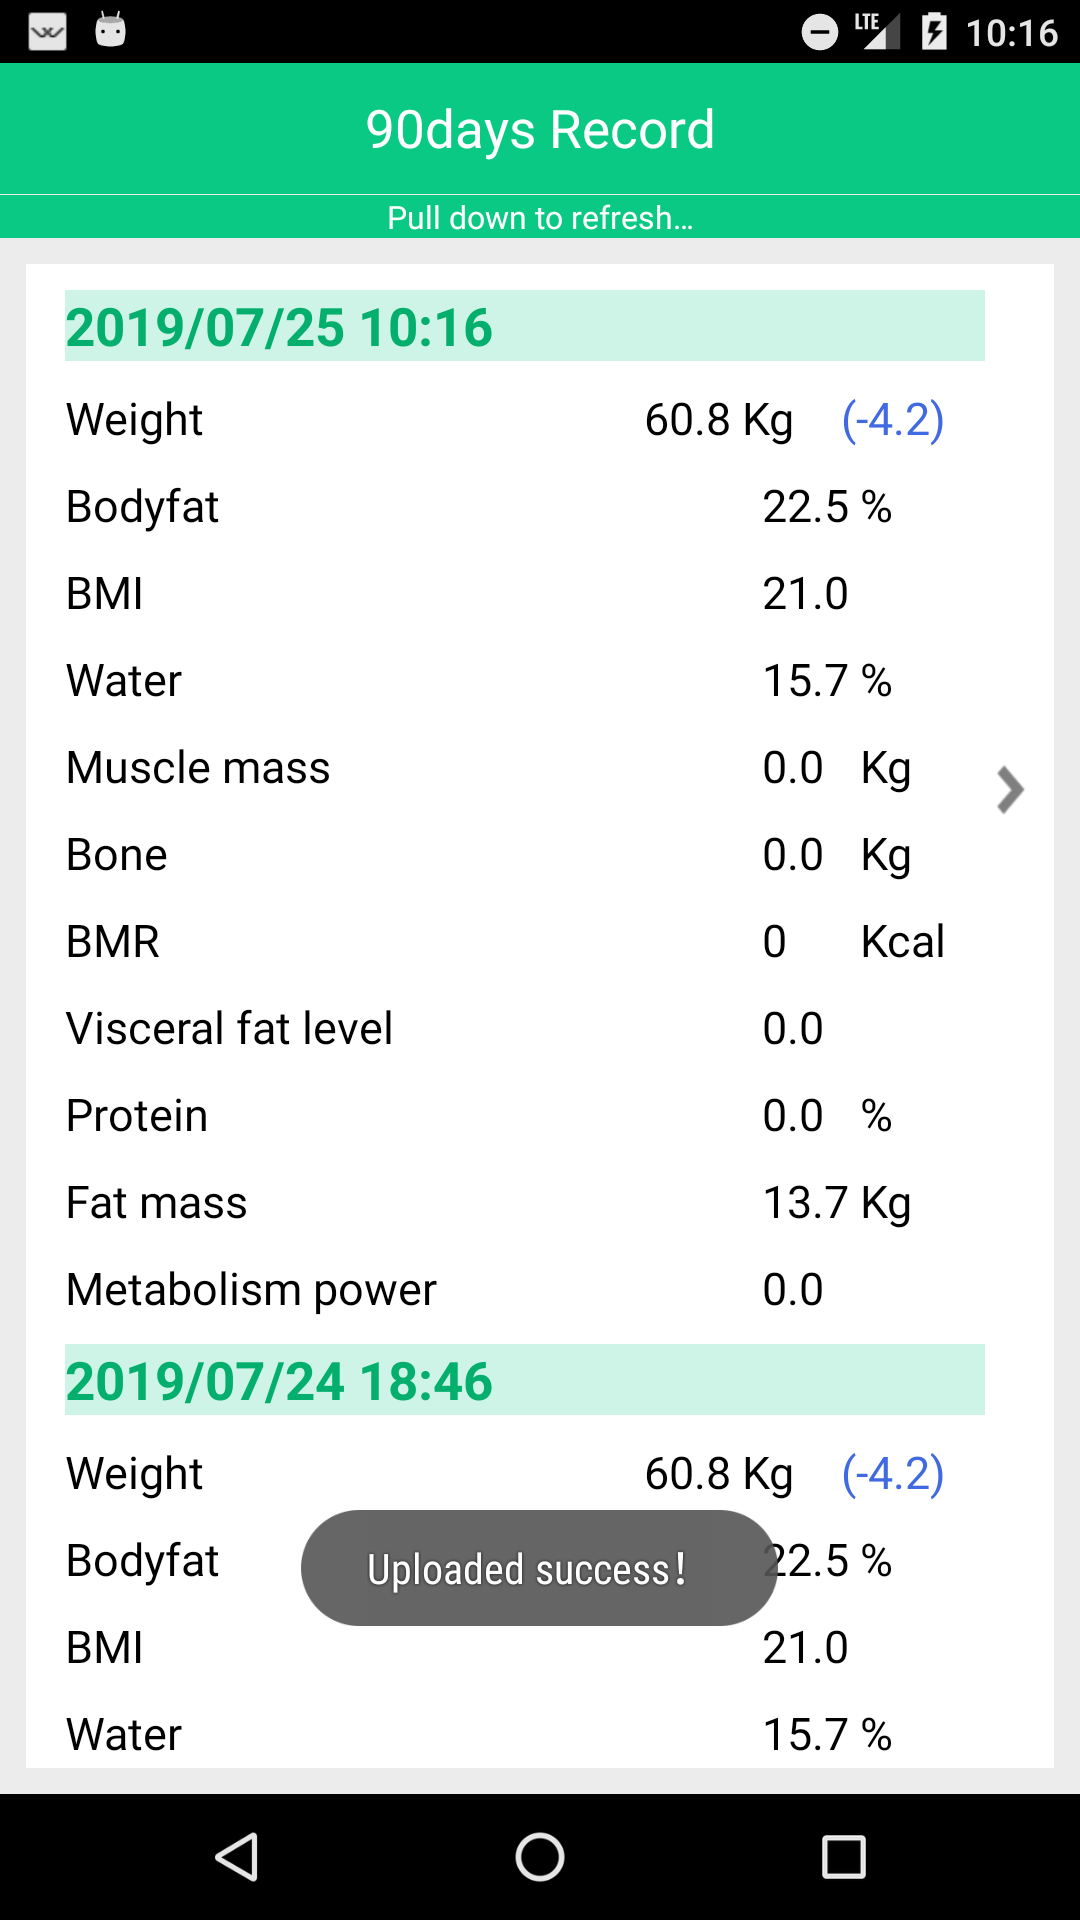 LTE 10:16
90days Record
Pull down to refresh...
2019/07/25 10:16
Weight 60.8 Kg (-4.2)
Bodyfat 22.5 %
BMI 21.0
Water 15.7 %
Muscle mass 0.0 Kg
Bone 0.0 Kg
BMR 0 Kcal
Visceral fat level 0.0
Protein 0.0 %
Fat mass 13.7 Kg
Metabolism power 0.0
2019/07/24 18:46
Weight 60.8 Kg (-4.2)
Bodyfat 22.5 %
Uploaded success!
BMI 21.0
Water 15.7 %